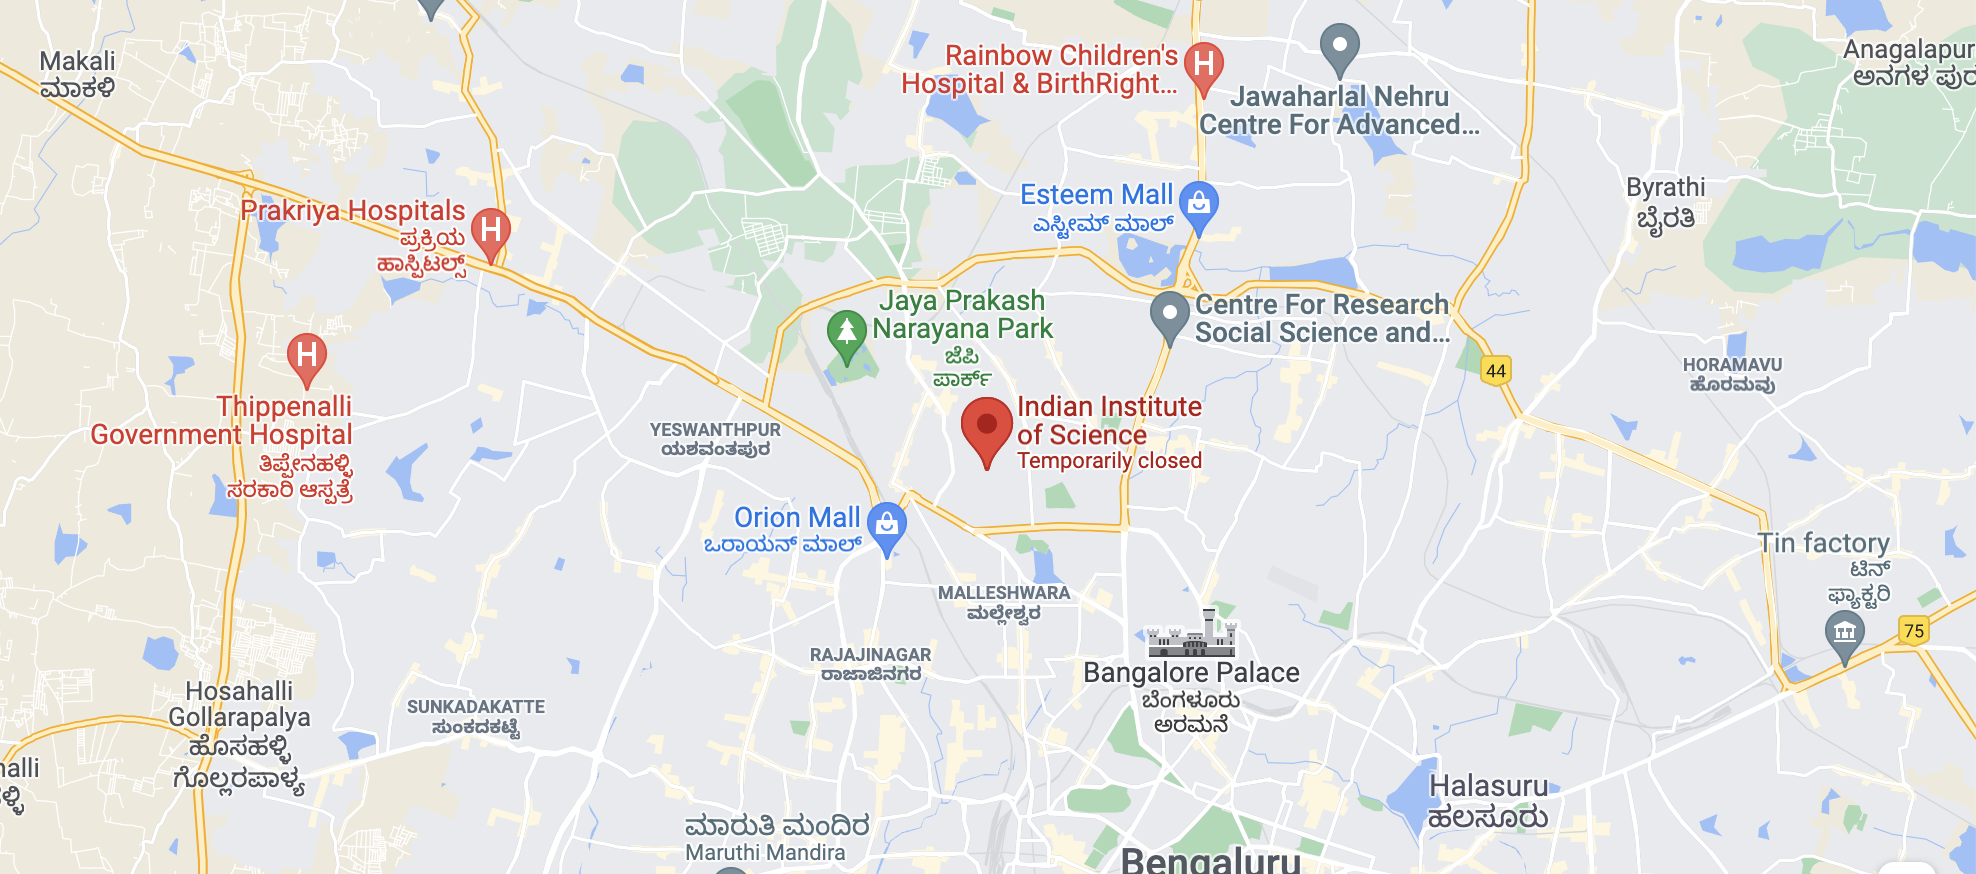 Makali
ಮಾಕಳಿ
Rainbow Children's
Hospital & BirthRight...
Jawaharlal Nehru
Centre For Advanced...
Anagalapur
ಅನಗಳ ಪುರ
Prakriya Hospitals
ಪ್ರಕ್ರಿಯ
ಹಾಸ್ಪಿಟಲ್ಸ್
Esteem Mall
ಎಸ್ಟೀಮ್ ಮಾಲ್
Byrathi
ಬೈರತಿ
Jaya Prakash
Narayana Park
ಜೆಪಿ
ಪಾರ್ಕ್
Centre For Research
Social Science and...
44
HORAMAVU
ಹೊರಮವು
Thippenalli
Government Hospital
ತಿಪ್ಪೇನಹಳ್ಳಿ
ಸರಕಾರಿ ಆಸ್ಪತ್ರೆ
YESWANTHPUR
ಯಶವಂತಪುರ
Indian Institute
of Science
Temporarily closed
Orion Mall
ಒರಾಯನ್ ಮಾಲ್
Tin factory
ಟಿನ್
ಫ್ಯಾಕ್ಟರಿ
75
MALLESHWARA
ಮಲ್ಲೇಶ್ವರ
RAJAJINAGAR
ರಾಜಾಜಿನಗರ
Bangalore Palace
ಬೆಂಗಳೂರು
ಅರಮನೆ
Hosahalli
Gollarapalya
ಹೊಸಹಳ್ಳಿ
ಗೊಲ್ಲರಪಾಳ್ಯ
SUNKADAKATTE
ಸುಂಕದಕಟ್ಟೆ
halli
ಳ್ಳಿ
Halasuru
ಹಲಸೂರು
ಮಾರುತಿ ಮಂದಿರ
Maruthi Mandira
Bengaluru